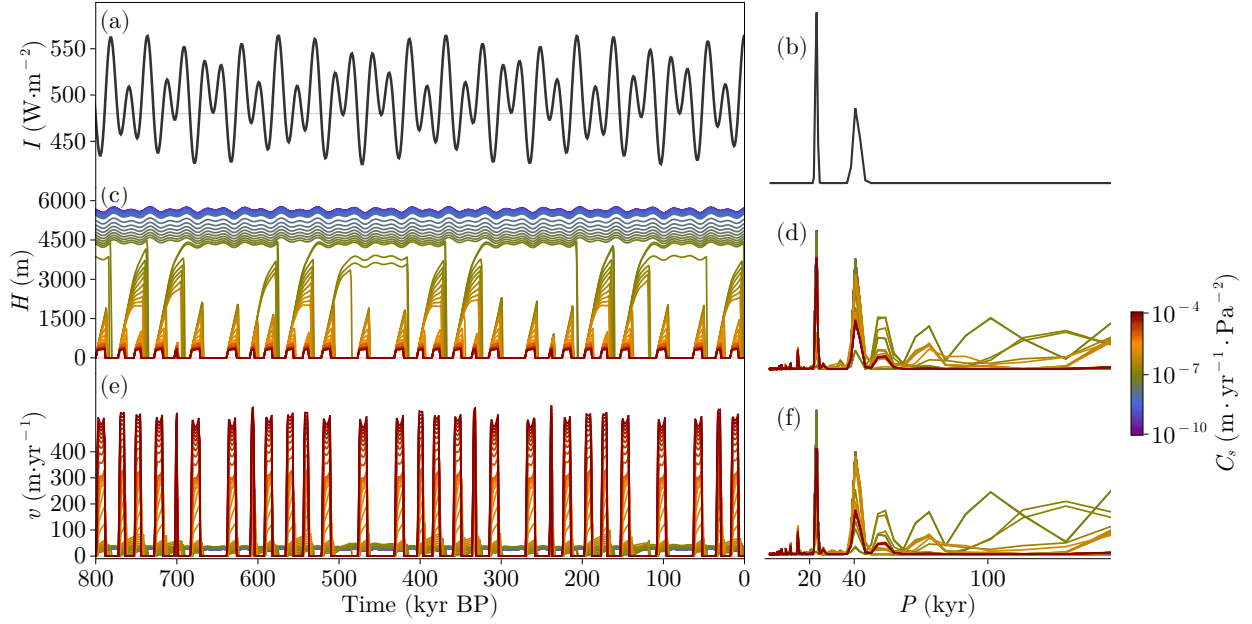 (a)
I (W·m⁻²)
550
500
450
(b)
(c)
H (m)
6000
4500
3000
1500
0
(d)
(e)
v (m·yr⁻¹)
400
300
200
100
0
800 700 600 500 400 300 200 100 0
Time (kyr BP)
(f)
20 40 100
P (kyr)
10⁻⁴
10⁻⁷
10⁻¹⁰
Cₛ (m · yr⁻¹ · Pa⁻²)